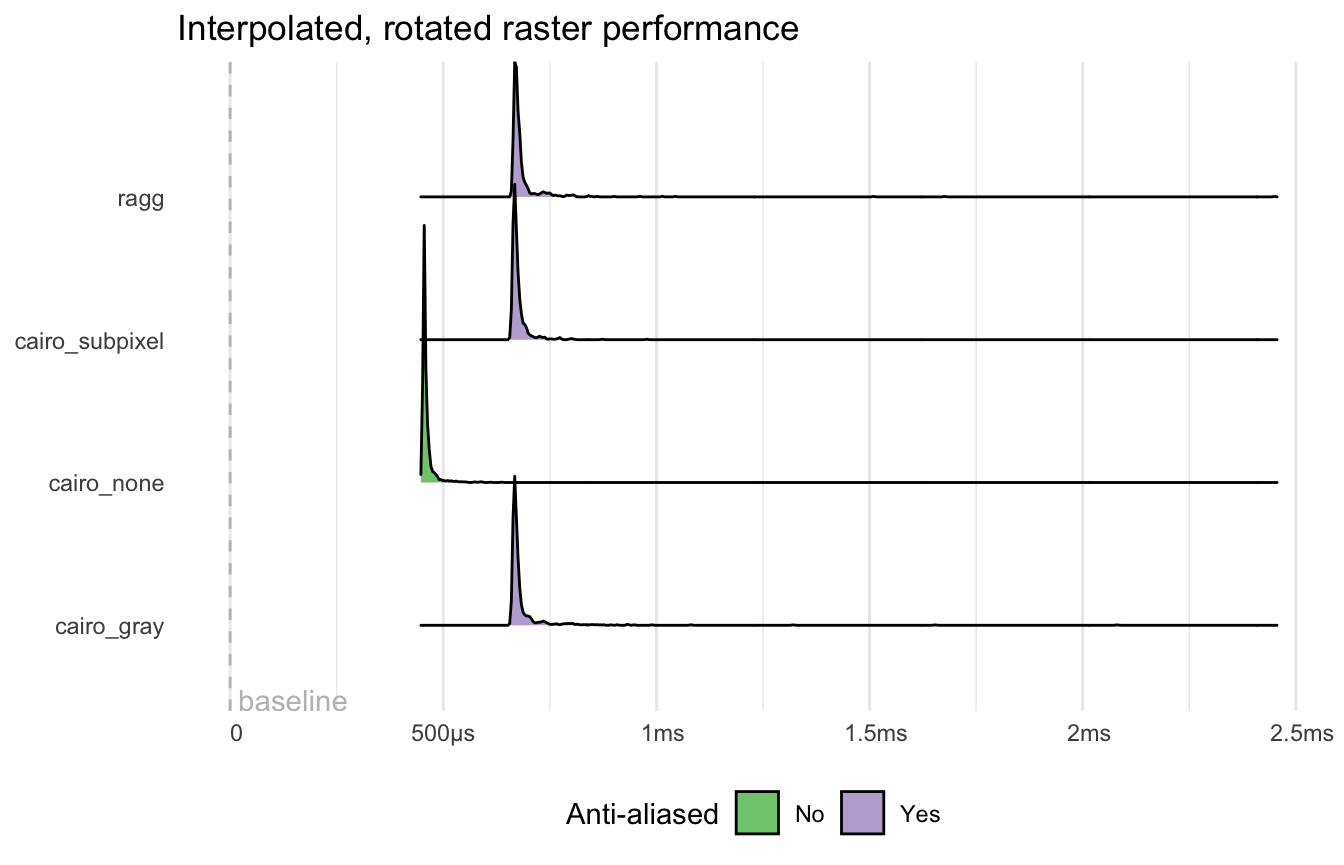 Interpolated, rotated raster performance
ragg
cairo_subpixel
cairo_none
cairo_gray
baseline
0 500µs 1ms 1.5ms 2ms 2.5ms
Anti-aliased No Yes